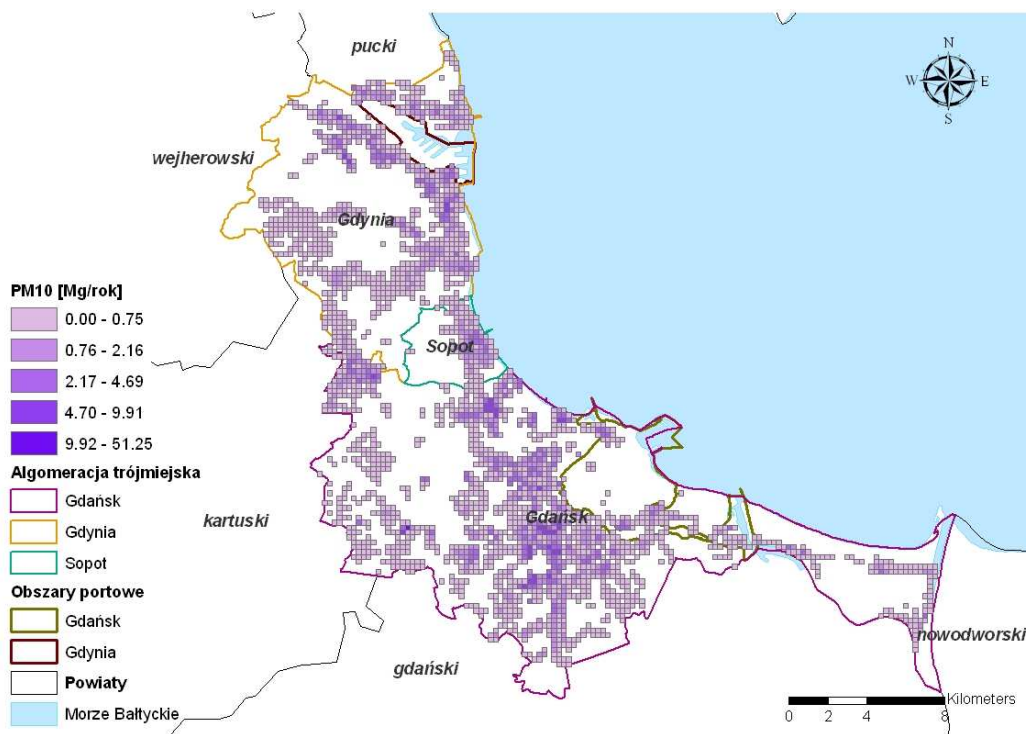 pucki
N
W E
S
wejherowski
Gdynia
PM10 [Mg/rok]
0.00 - 0.75
0.76 - 2.16
2.17 - 4.69
4.70 - 9.91
9.92 - 51.25
Sopot
Algomeracja trójmiejska
Gdańsk
Gdynia
Sopot
kartuski
Gdańsk
Obszary portowe
Gdańsk
Gdynia
Powiaty
Morze Bałtyckie
gdański
nowodworski
Kilometers
0 2 4 8